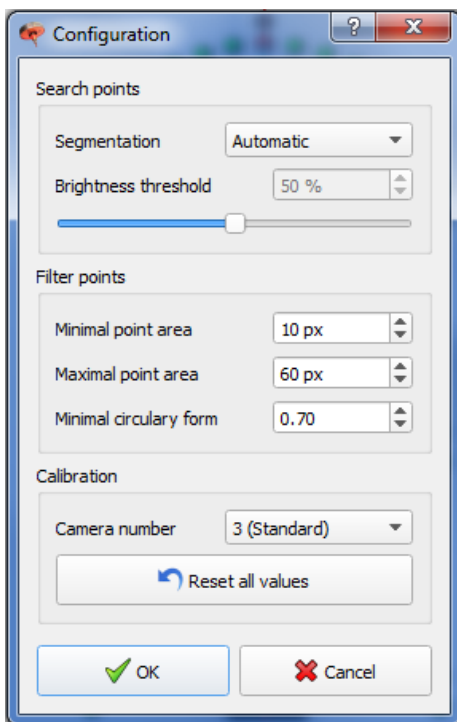 Configuration
Search points
Segmentation Automatic
Brightness threshold 50 %
Filter points
Minimal point area 10 px
Maximal point area 60 px
Minimal circulary form 0.70
Calibration
Camera number 3 (Standard)
Reset all values
OK Cancel